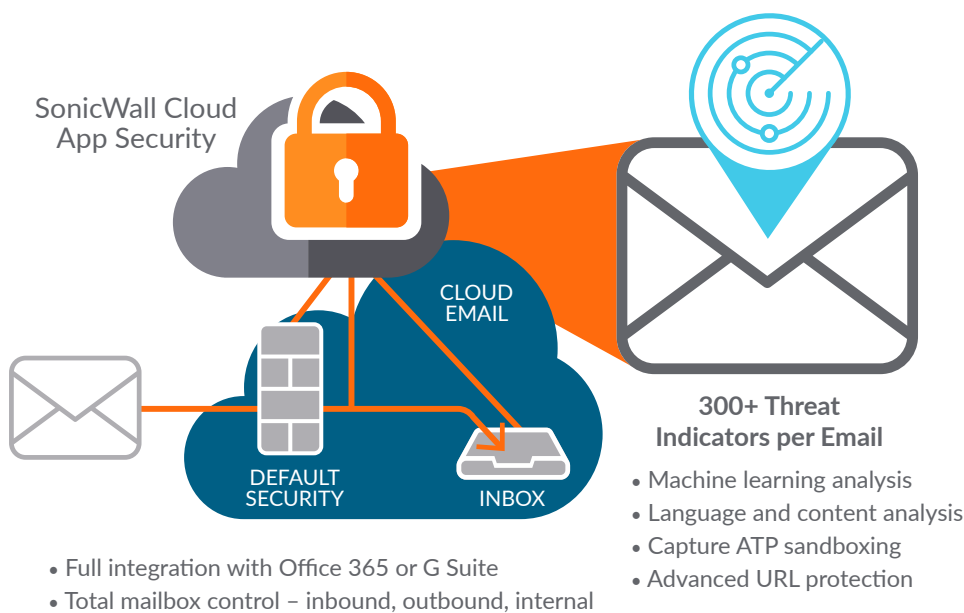 SonicWall Cloud
App Security
CLOUD
EMAIL
DEFAULT
SECURITY
INBOX
• Full integration with Office 365 or G Suite
• Total mailbox control – inbound, outbound, internal
300+ Threat
Indicators per Email
• Machine learning analysis
• Language and content analysis
• Capture ATP sandboxing
• Advanced URL protection